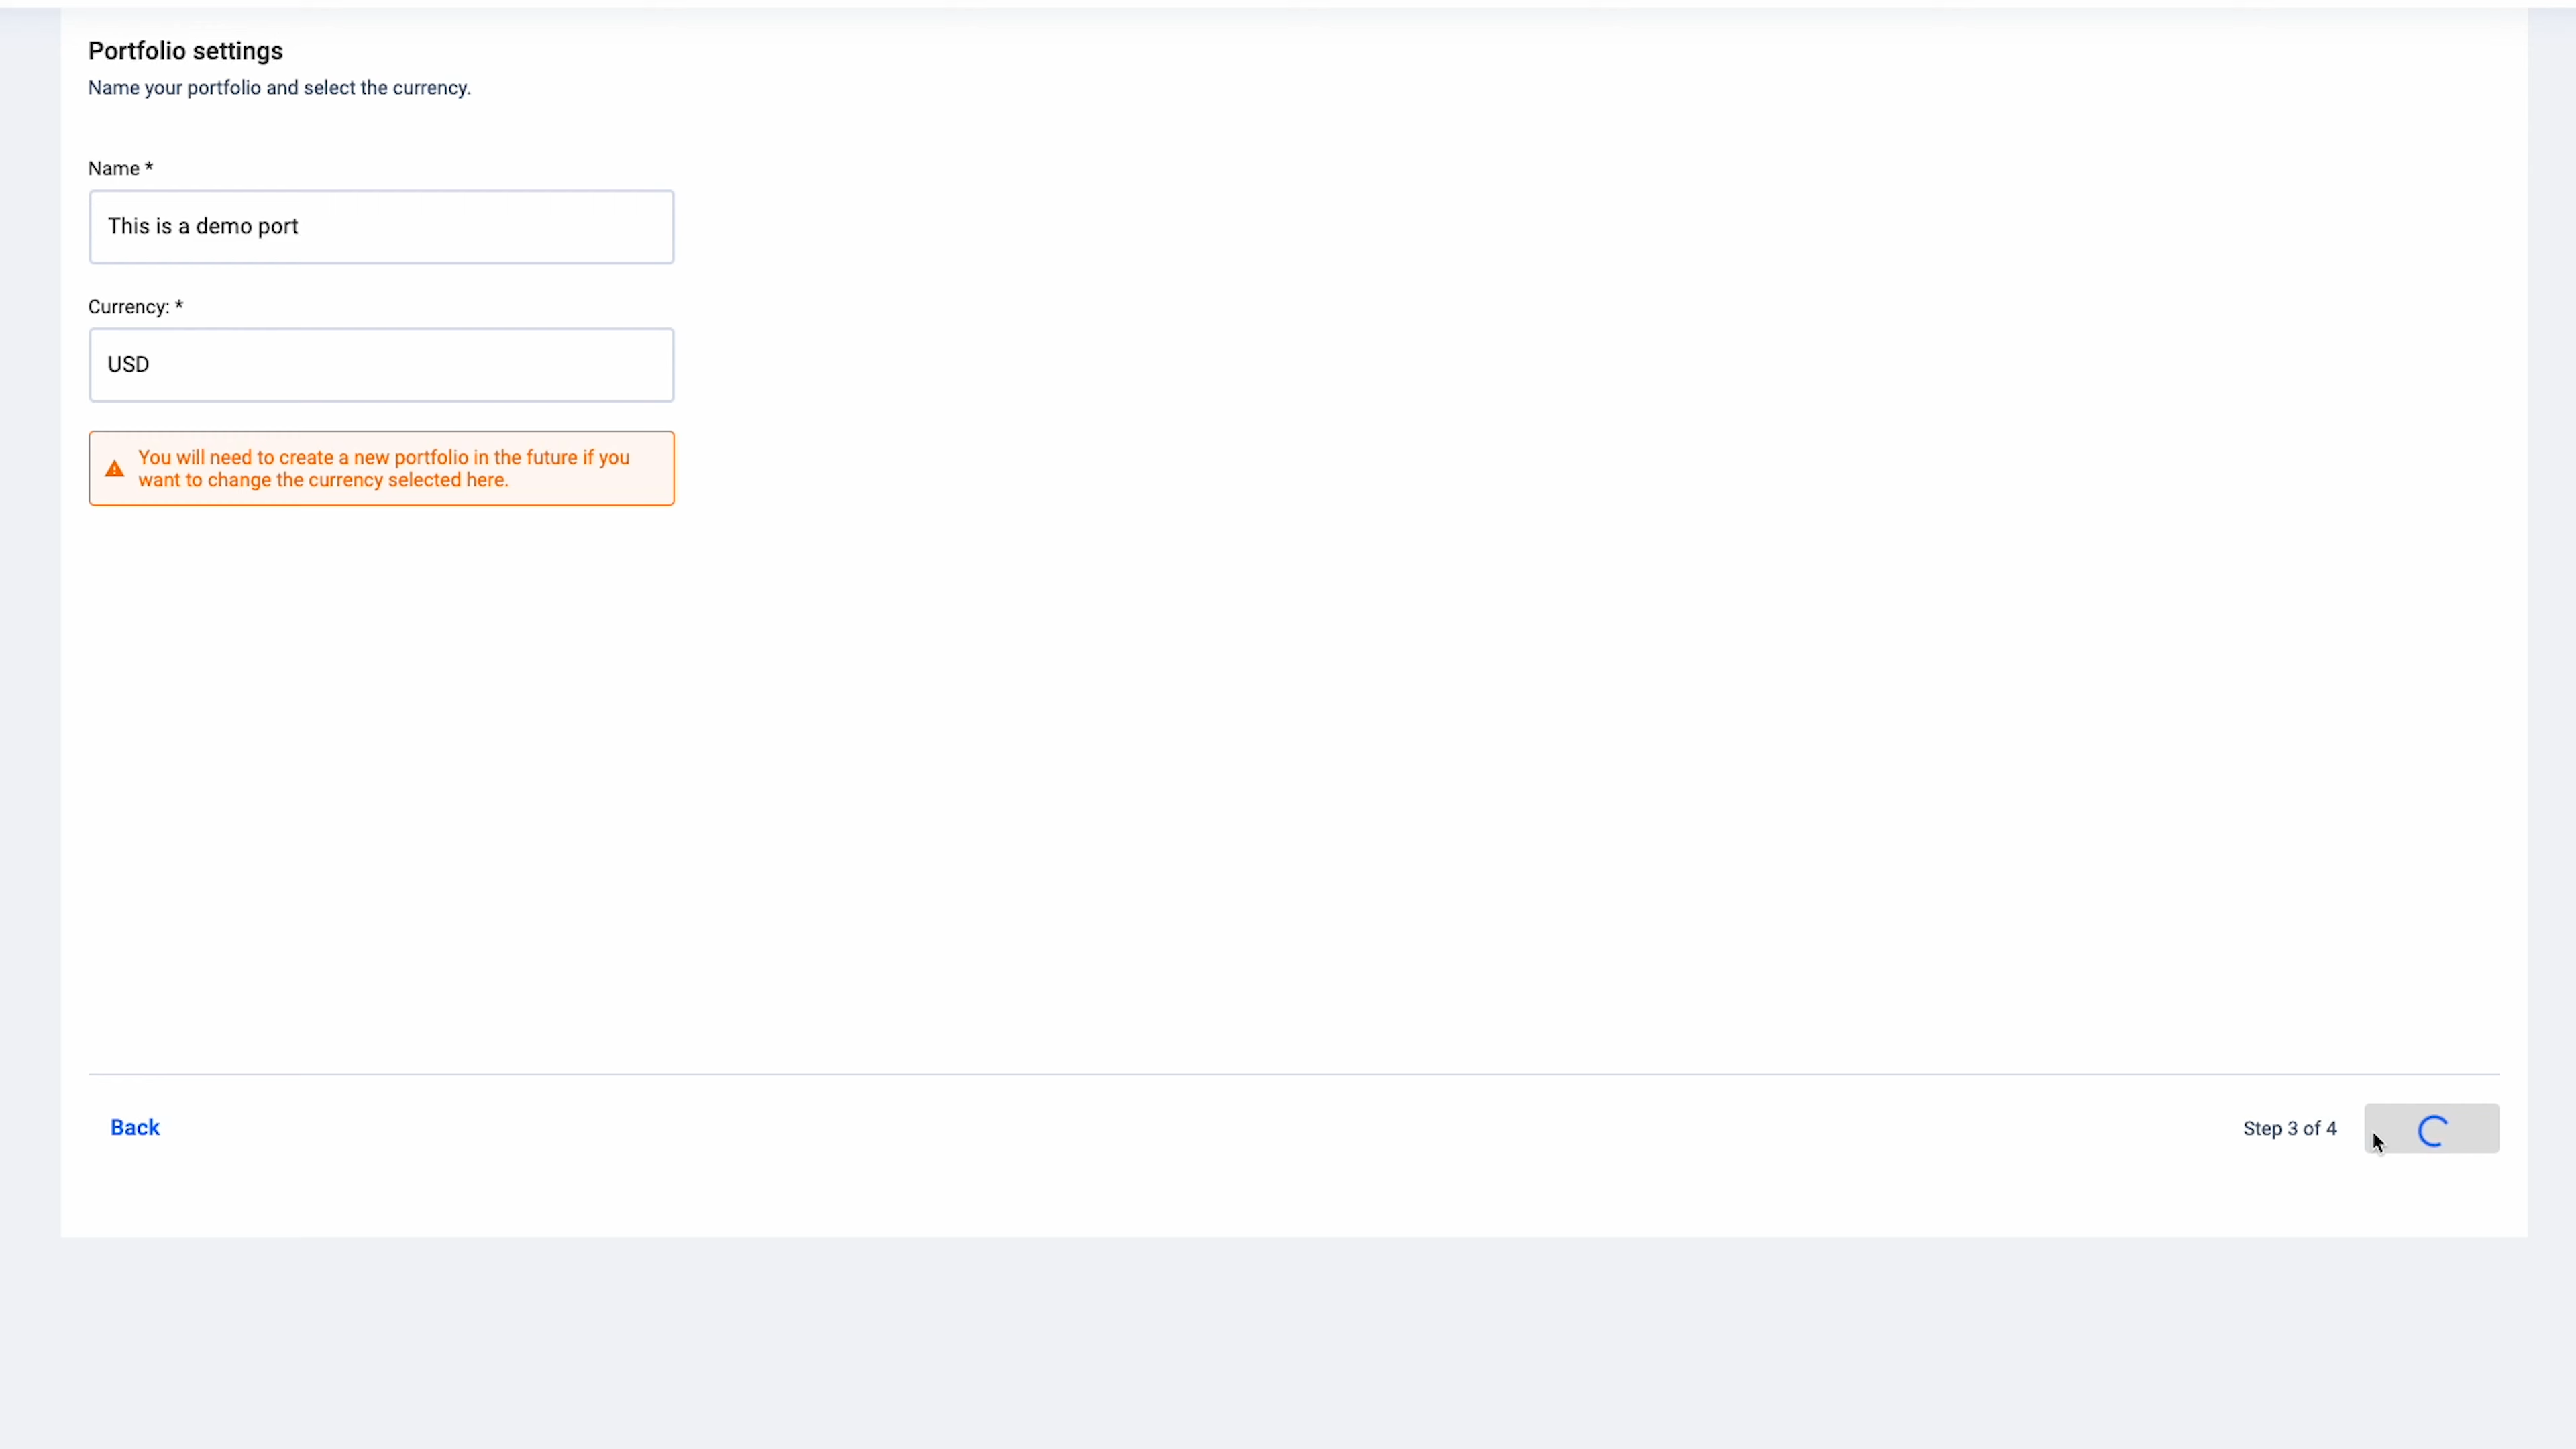 Portfolio settings
Name your portfolio and select the currency.
Name *
This is a demo port
Currency: *
USD
You will need to create a new portfolio in the future if you
want to change the currency selected here.
Back
Step 3 of 4